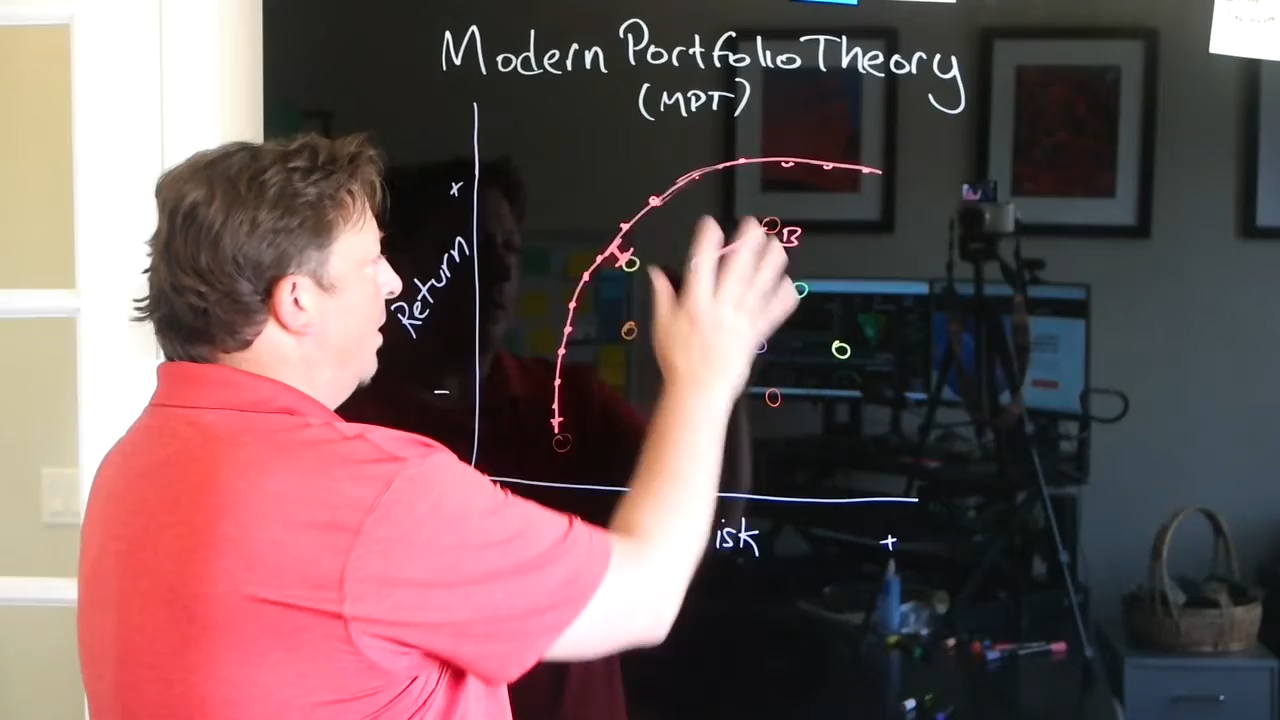 Modern Portfolio Theory
(MPT)
+
Return
B
-
isk
+